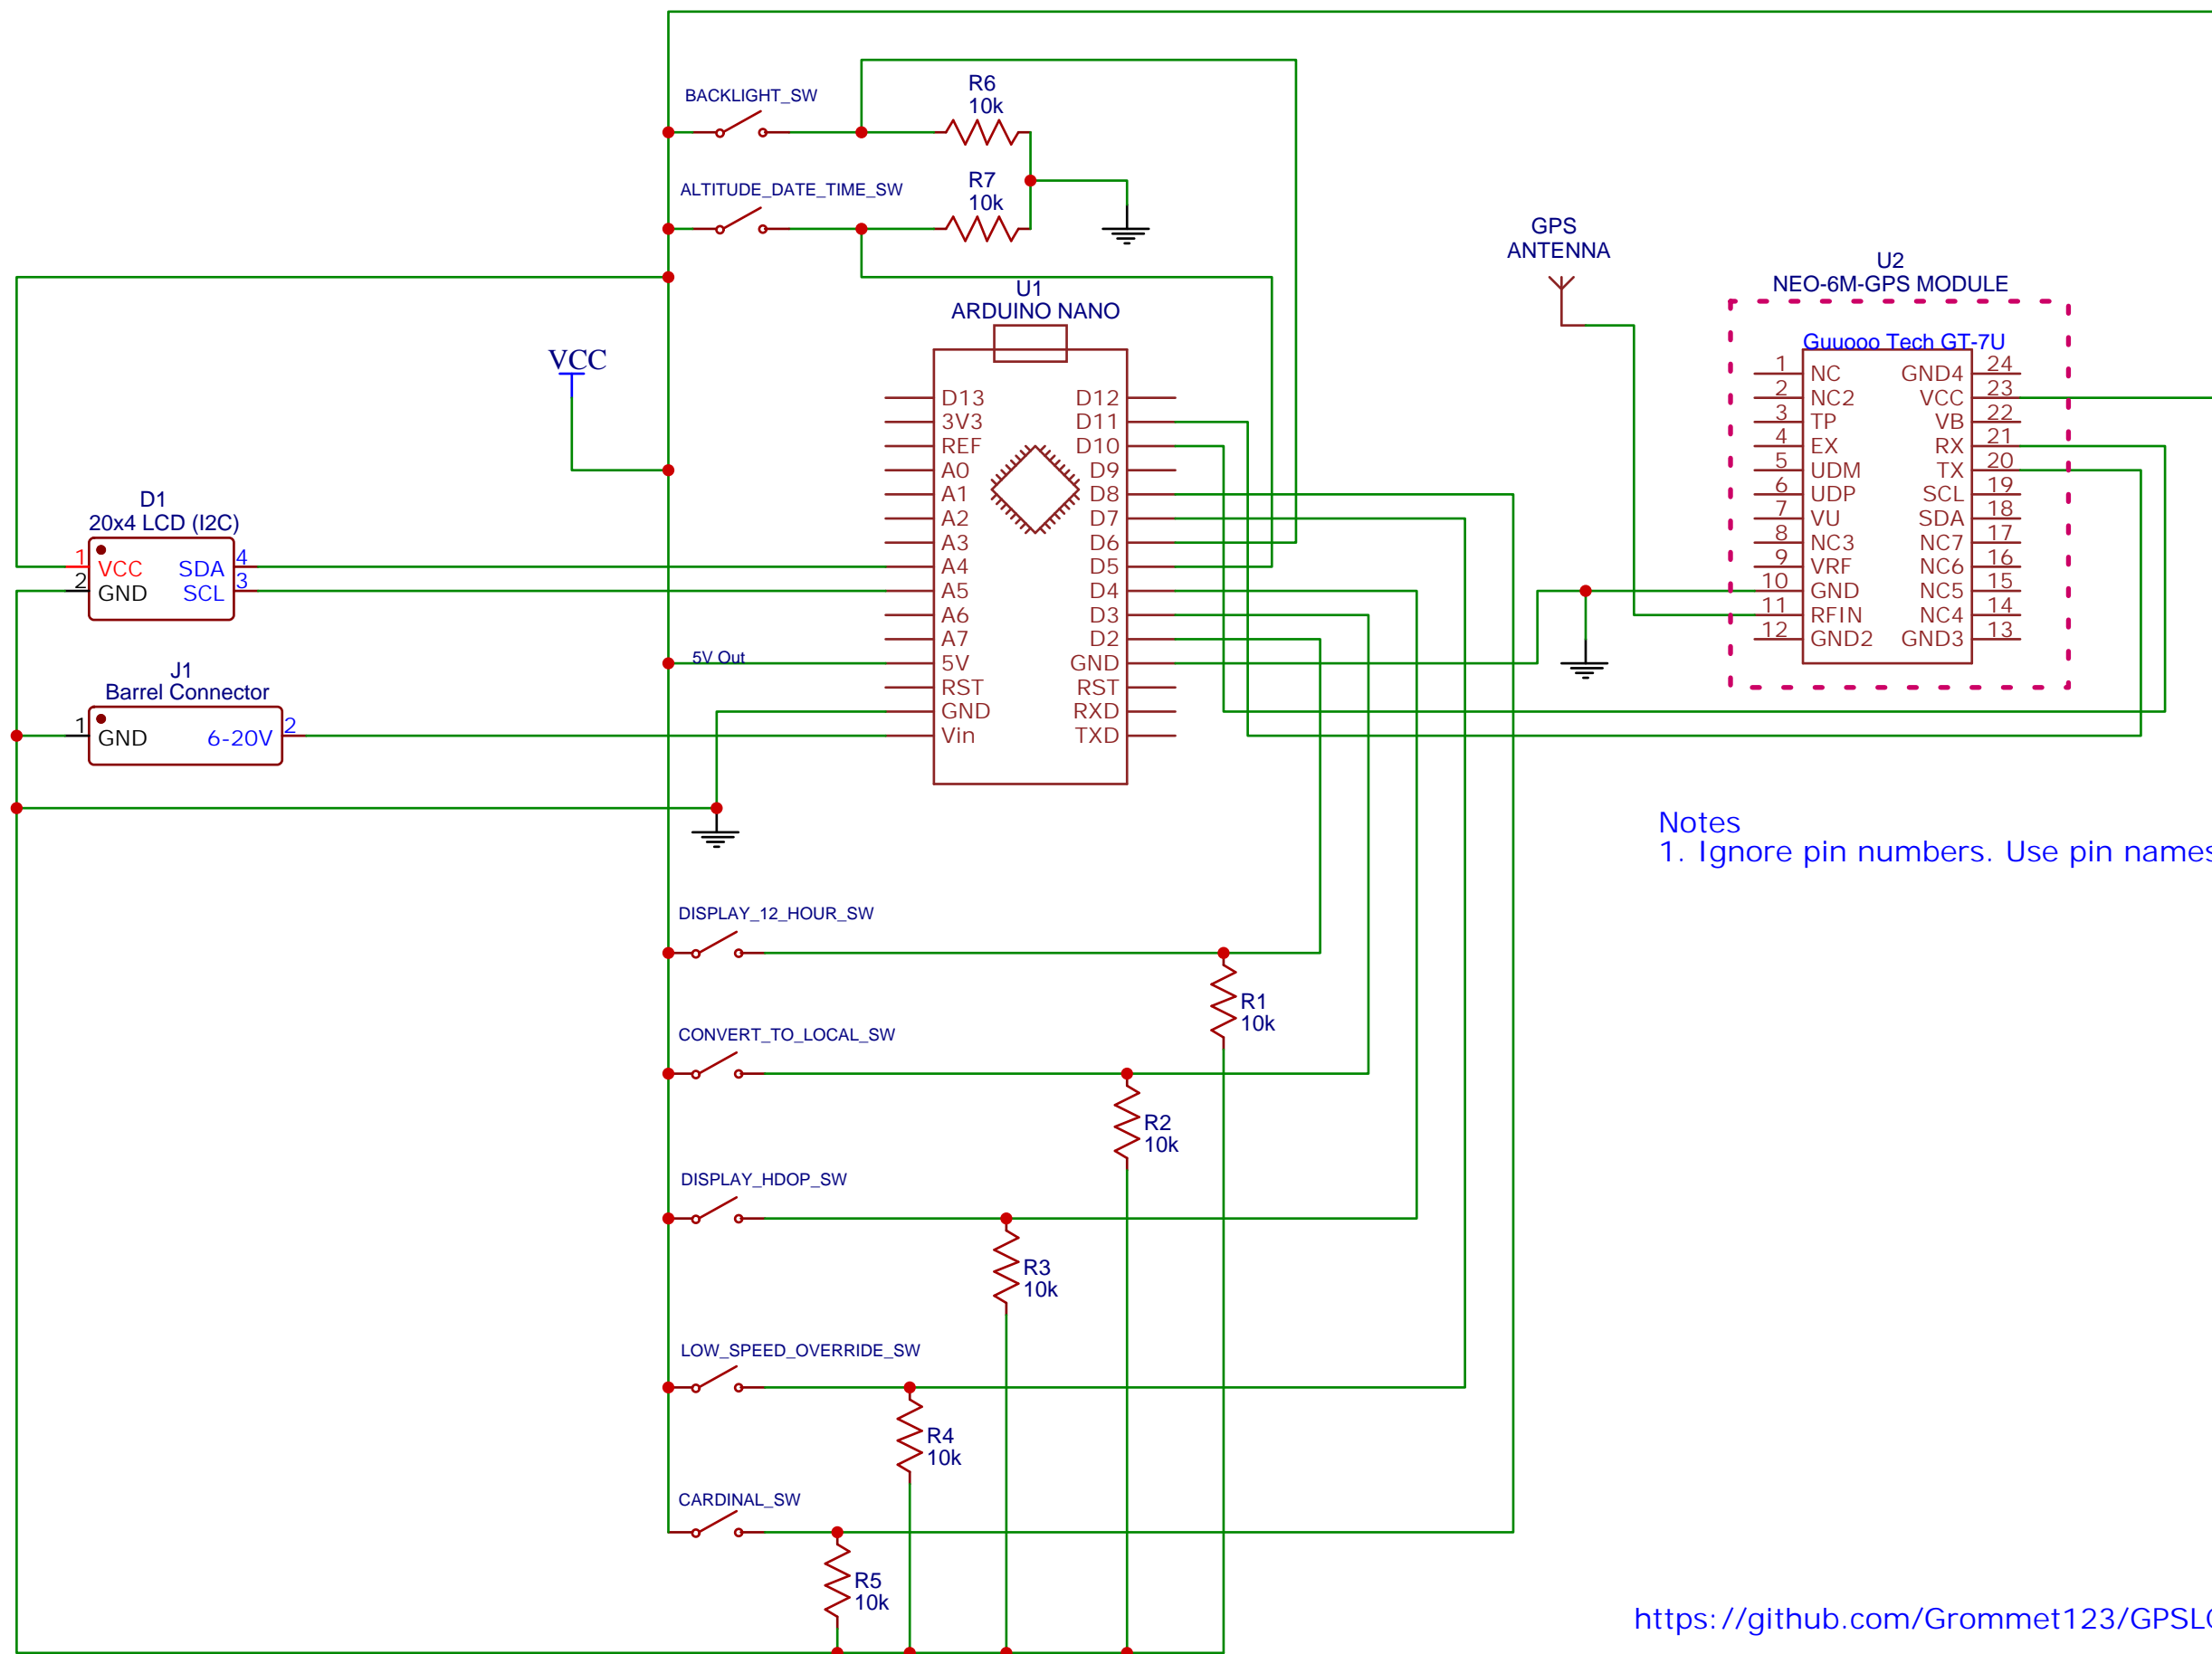 BACKLIGHT_SW
R6
10k
ALTITUDE_DATE_TIME_SW
R7
10k
GPS
ANTENNA
U2
NEO-6M-GPS MODULE
Guuooo Tech GT-7U
1 NC GND4 24
2 NC2 VCC 23
3 TP VB 22
4 EX RX 21
5 UDM TX 20
6 UDP SCL 19
7 VU SDA 18
8 NC3 NC7 17
9 VRF NC6 16
10 GND NC5 15
11 RFIN NC4 14
12 GND2 GND3 13
U1
ARDUINO NANO
D13 D12
3V3 D11
REF D10
A0 D9
A1 D8
A2 D7
A3 D6
A4 D5
A5 D4
A6 D3
A7 D2
5V GND
RST RST
GND RXD
Vin TXD
VCC
5V Out
D1
20x4 LCD (I2C)
1 VCC SDA 4
2 GND SCL 3
J1
Barrel Connector
1 GND 6-20V 2
Notes
1. Ignore pin numbers. Use pin names
DISPLAY_12_HOUR_SW
R1
10k
CONVERT_TO_LOCAL_SW
R2
10k
DISPLAY_HDOP_SW
R3
10k
LOW_SPEED_OVERRIDE_SW
R4
10k
CARDINAL_SW
R5
10k
https://github.com/Grommet123/GPSL